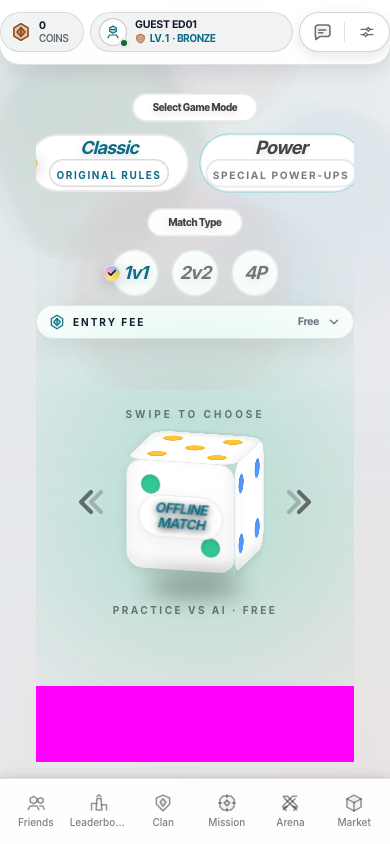 0
COINS
GUEST ED01
LV.1 · BRONZE
Select Game Mode
Classic
ORIGINAL RULES
Power
SPECIAL POWER-UPS
Match Type
1v1
2v2
4P
ENTRY FEE
Free
SWIPE TO CHOOSE
OFFLINE
MATCH
PRACTICE VS AI · FREE
Friends
Leaderbo...
Clan
Mission
Arena
Market